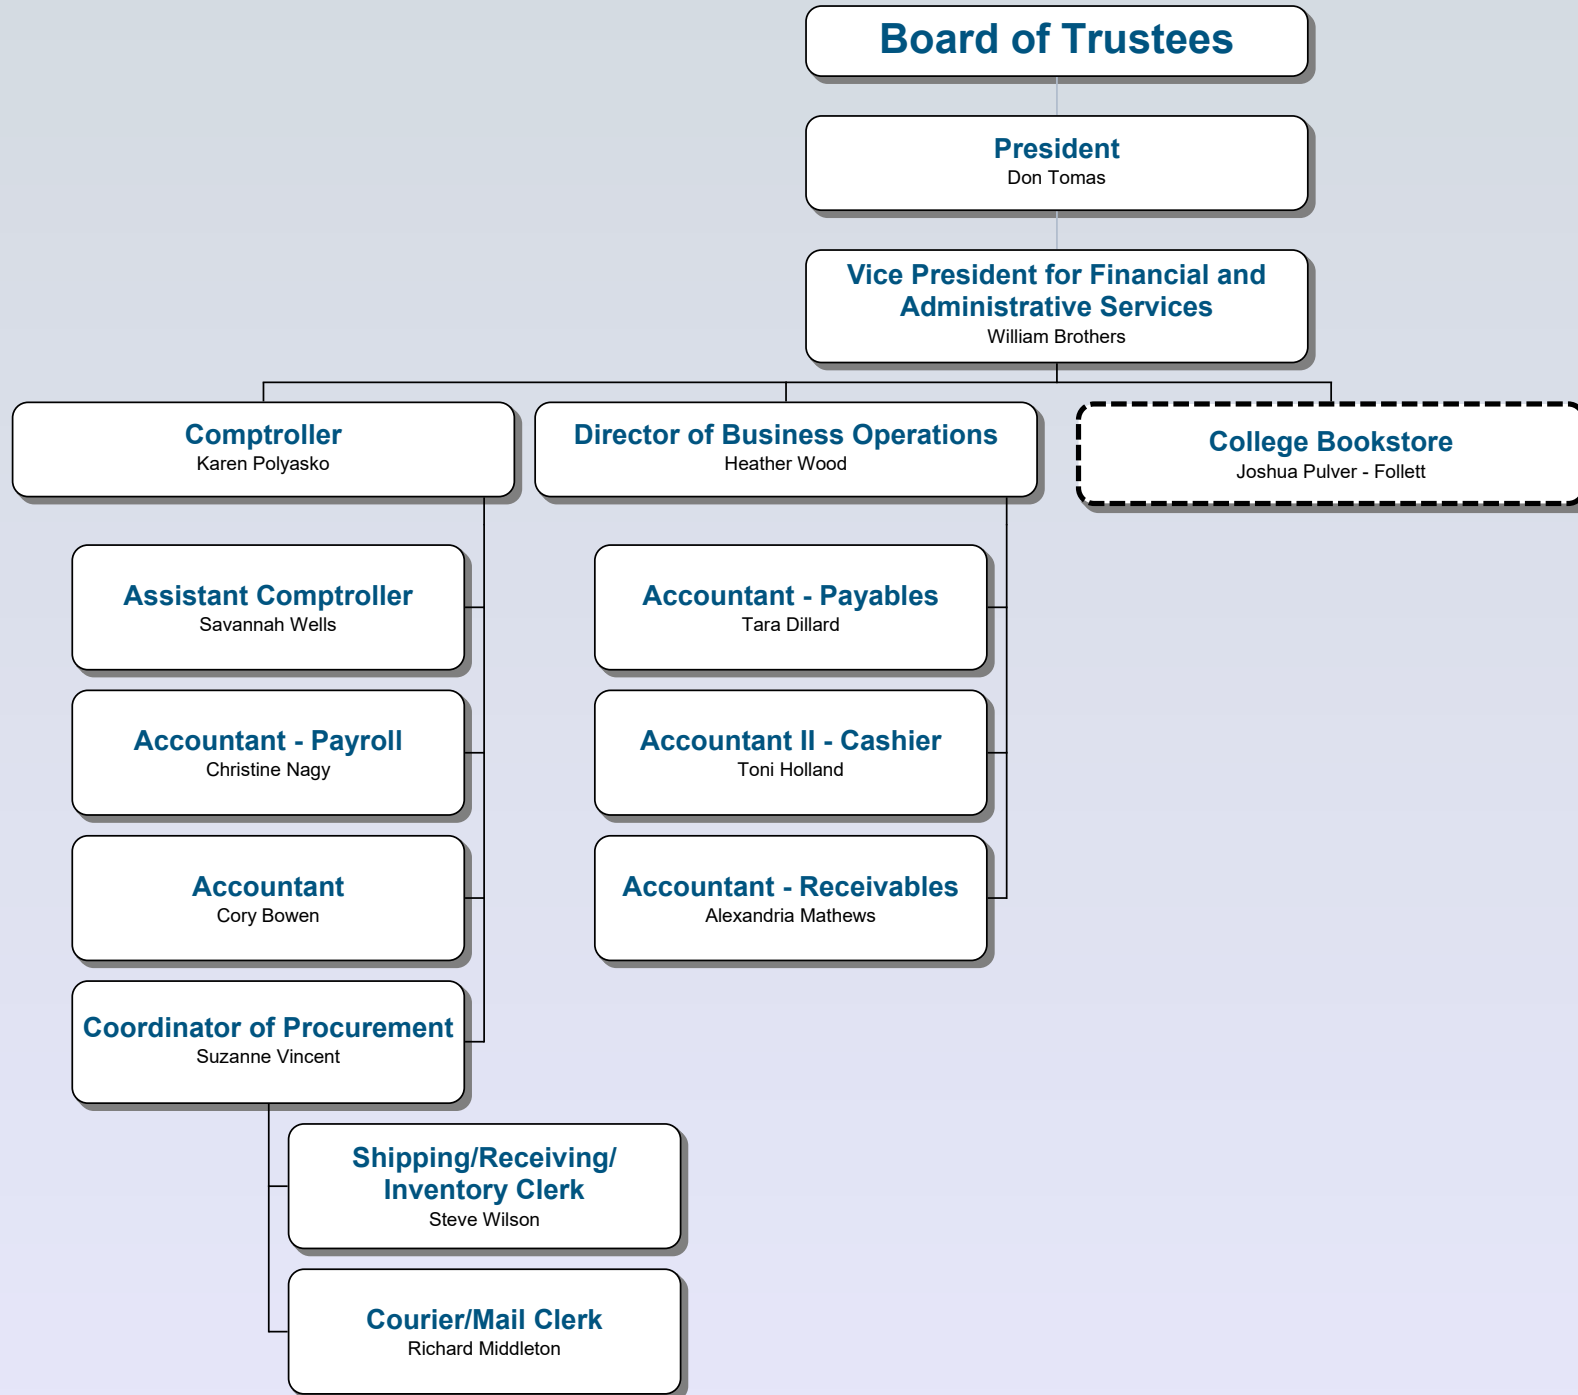 Board of Trustees
President
Don Tomas
Vice President for Financial and
Administrative Services
William Brothers
Comptroller
Karen Polyasko
Director of Business Operations
Heather Wood
College Bookstore
Joshua Pulver - Follett
Assistant Comptroller
Savannah Wells
Accountant - Payroll
Christine Nagy
Accountant
Cory Bowen
Coordinator of Procurement
Suzanne Vincent
Shipping/Receiving/
Inventory Clerk
Steve Wilson
Courier/Mail Clerk
Richard Middleton
Accountant - Payables
Tara Dillard
Accountant II - Cashier
Toni Holland
Accountant - Receivables
Alexandria Mathews